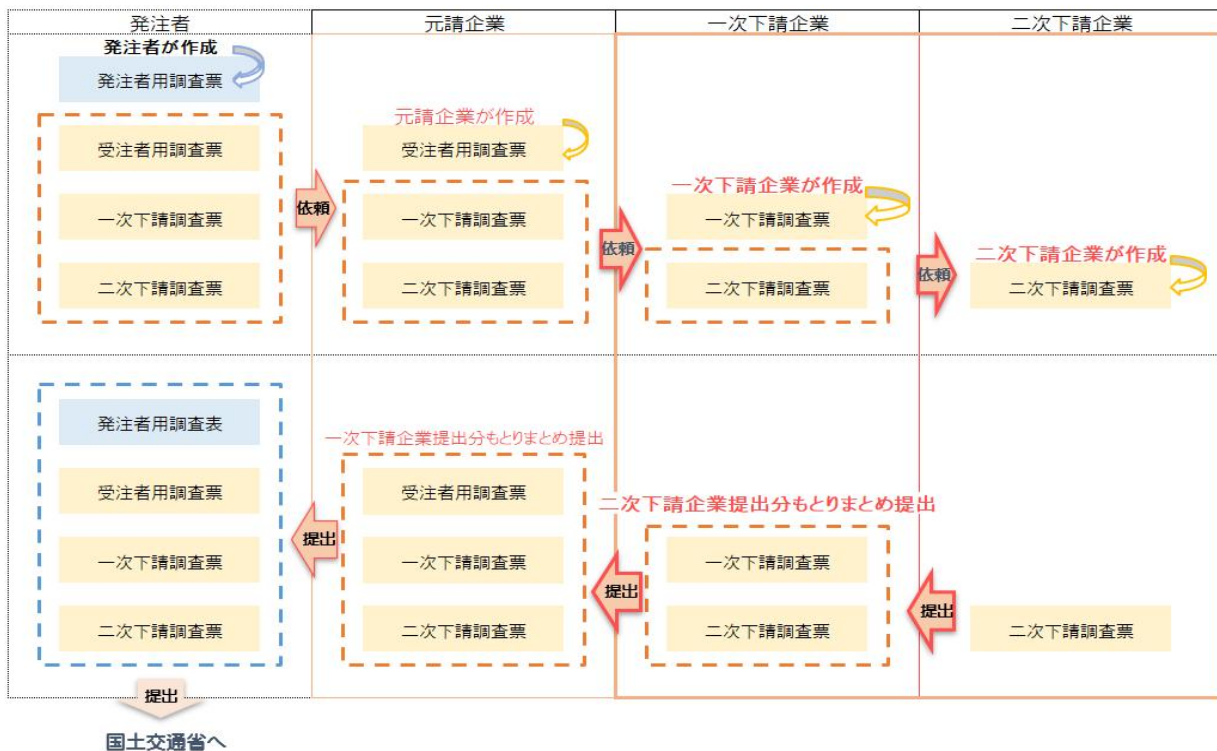 発注者
元請企業
一次下請企業
二次下請企業
発注者が作成
発注者用調査票
受注者用調査票
一次下請調査票
二次下請調査票
依頼
元請企業が作成
受注者用調査票
一次下請調査票
二次下請調査票
依頼
一次下請企業が作成
一次下請調査票
二次下請調査票
依頼
二次下請企業が作成
二次下請調査票
発注者用調査表
受注者用調査票
一次下請調査票
二次下請調査票
提出
一次下請企業提出分もとりまとめ提出
受注者用調査票
一次下請調査票
二次下請調査票
提出
二次下請企業提出分もとりまとめ提出
一次下請調査票
二次下請調査票
提出
二次下請調査票
提出
国土交通省へ